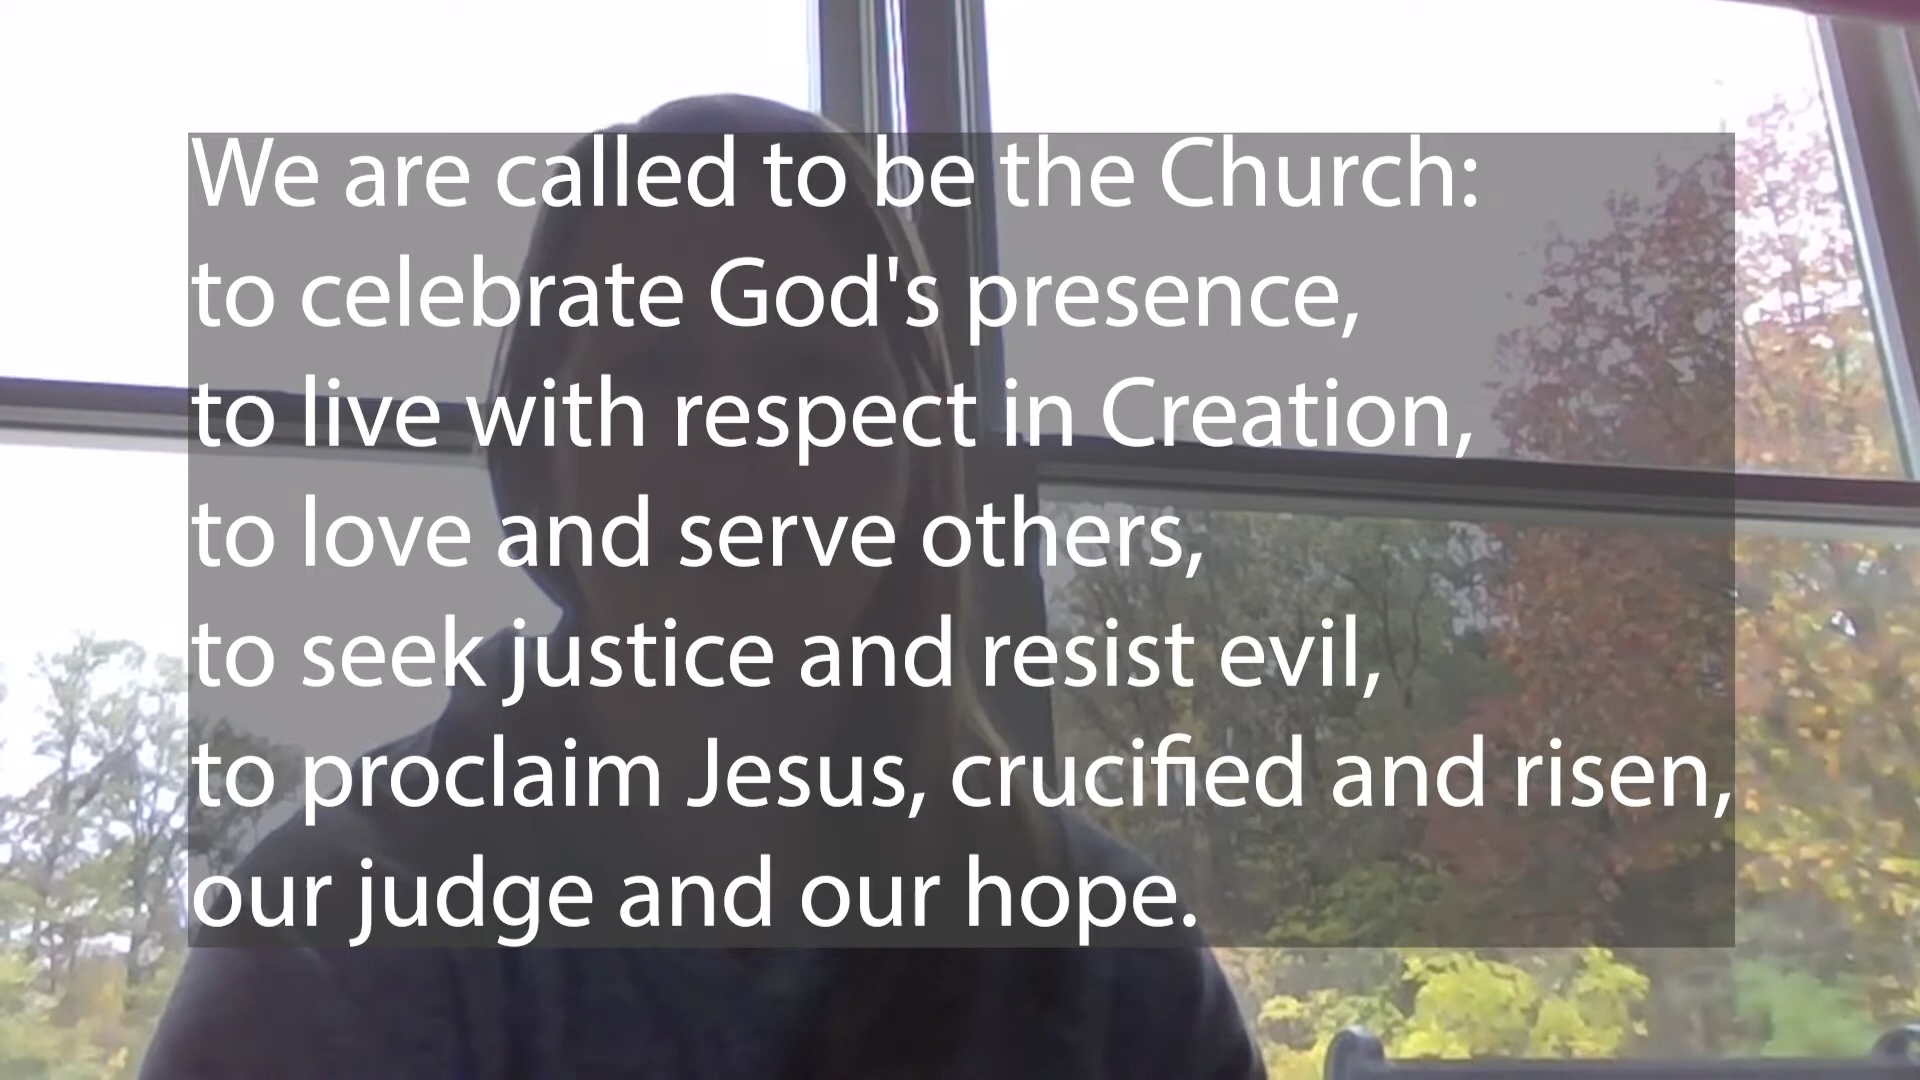 We are called to be the Church:
to celebrate God's presence,
to live with respect in Creation,
to love and serve others,
to seek justice and resist evil,
to proclaim Jesus, crucified and risen,
our judge and our hope.